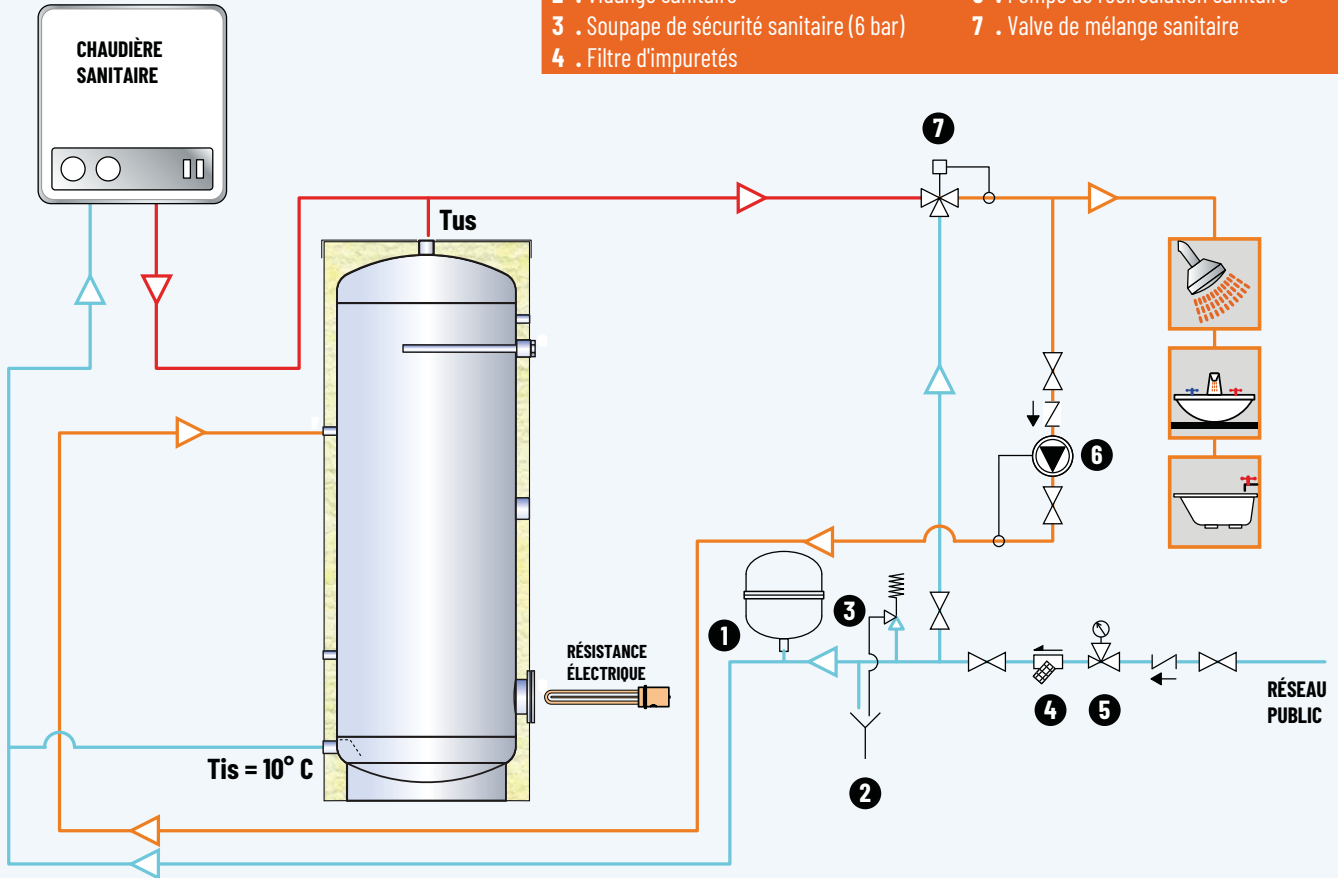 CHAUDIÈRE
SANITAIRE
3 . Soupape de sécurité sanitaire (6 bar)
7 . Valve de mélange sanitaire
4 . Filtre d'impuretés
7
Tus
6
3
1
RÉSISTANCE
ÉLECTRIQUE
RÉSEAU
PUBLIC
4
5
Tis = 10° C
2